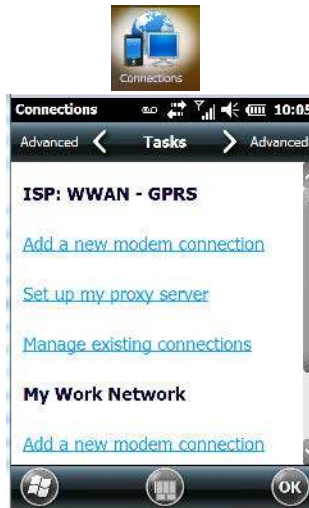 Connections
Connections 10:05
Advanced Tasks Advanced
ISP: WWAN - GPRS
Add a new modem connection
Set up my proxy server
Manage existing connections
My Work Network
Add a new modem connection
OK